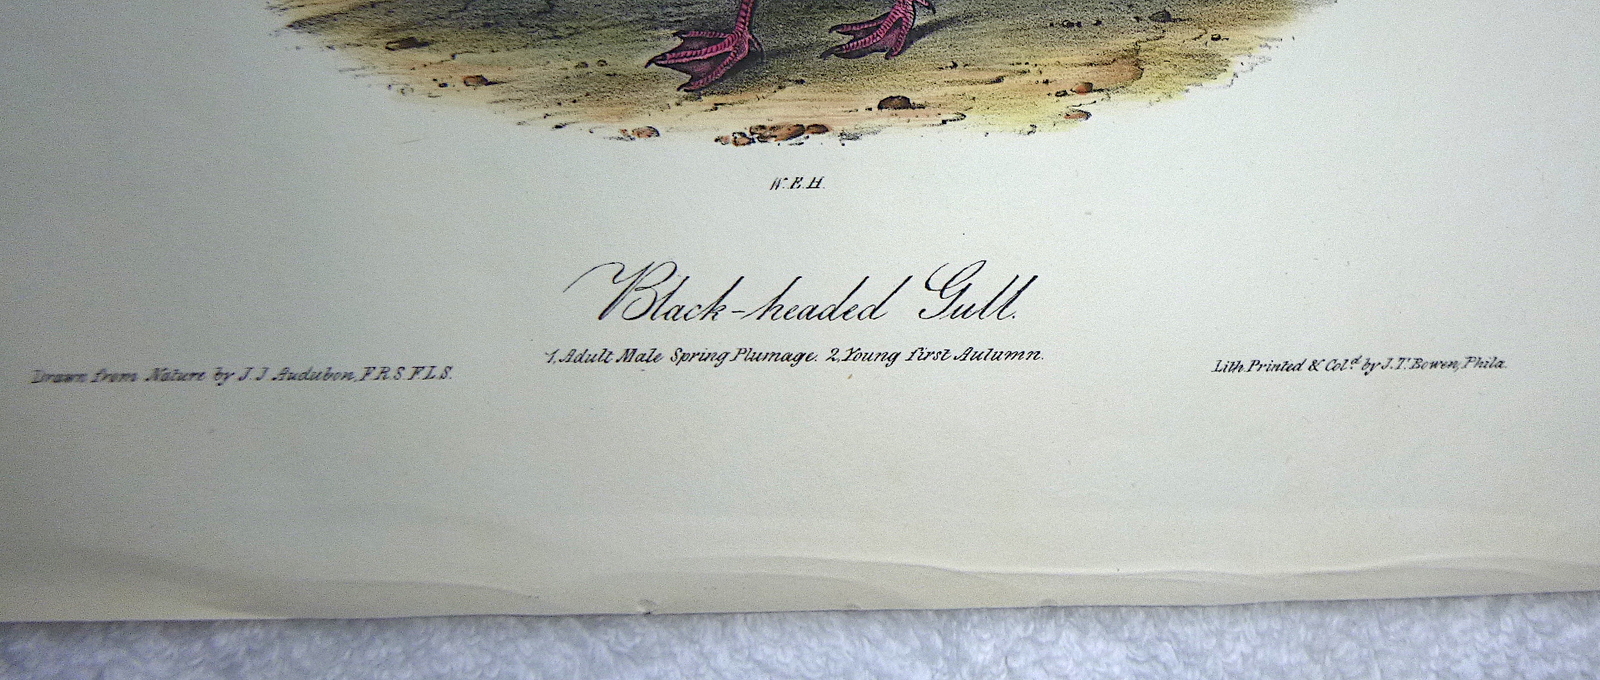 W.E.H.
Black-headed Gull.
1, Adult Male Spring Plumage. 2, Young first Autumn.
Drawn from Nature by J.J. Audubon, F.R.S.F.L.S.
Lith. Printed & Col.d by J.T. Bowen, Phila.